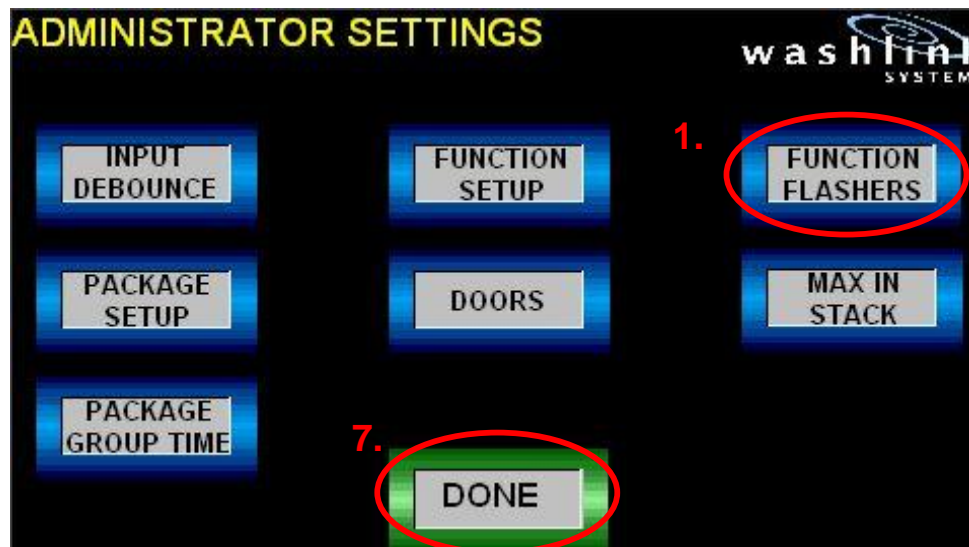 ADMINISTRATOR SETTINGS
washlink
SYSTEM
INPUT
DEBOUNCE
FUNCTION
SETUP
1.
FUNCTION
FLASHERS
PACKAGE
SETUP
DOORS
MAX IN
STACK
PACKAGE
GROUP TIME
7.
DONE